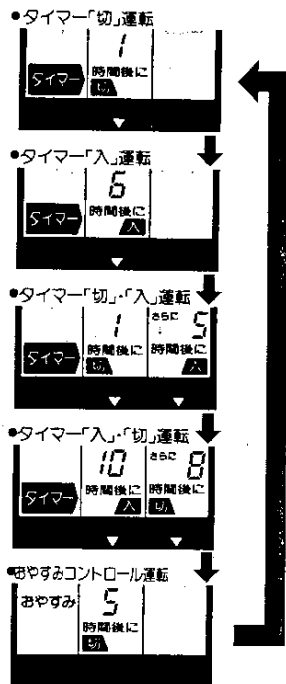 ●タイマー「切」運転
1
タイマー 時間後に
切
●タイマー「入」運転
6
タイマー 時間後に
入
●タイマー「切」・「入」運転
1 さらに 5
タイマー 時間後に 時間後に
切 入
●タイマー「入」・「切」運転
10 さらに 8
タイマー 時間後に 時間後に
入 切
●おやすみコントロール運転
おやすみ 5
時間後に
切